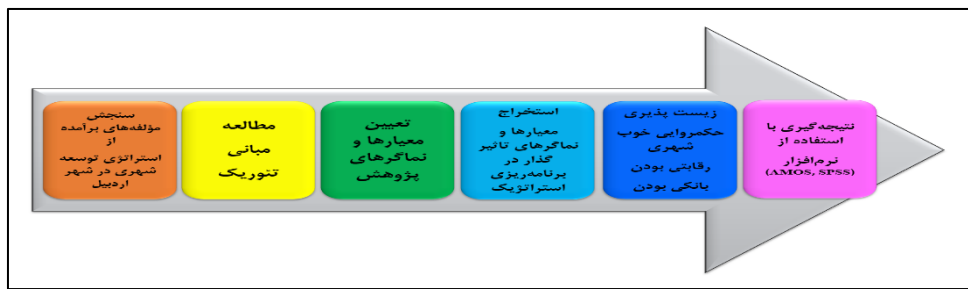 سنجش
مؤلفه‌های برآمده
از
استراتژی توسعه
شهری در شهر
اردبیل
مطالعه
مبانی
تئوریک
تعیین
معیارها و
نماگرهای
پژوهش
استخراج
معیارها و
نماگرهای تاثیر
گذار در
برنامه‌ریزی
استراتژیک
زیست پذیری
حکمروایی خوب
شهری
رقابتی بودن
بانکی بودن
نتیجه‌گیری با
استفاده از
نرم‌افزار
(AMOS, SPSS)